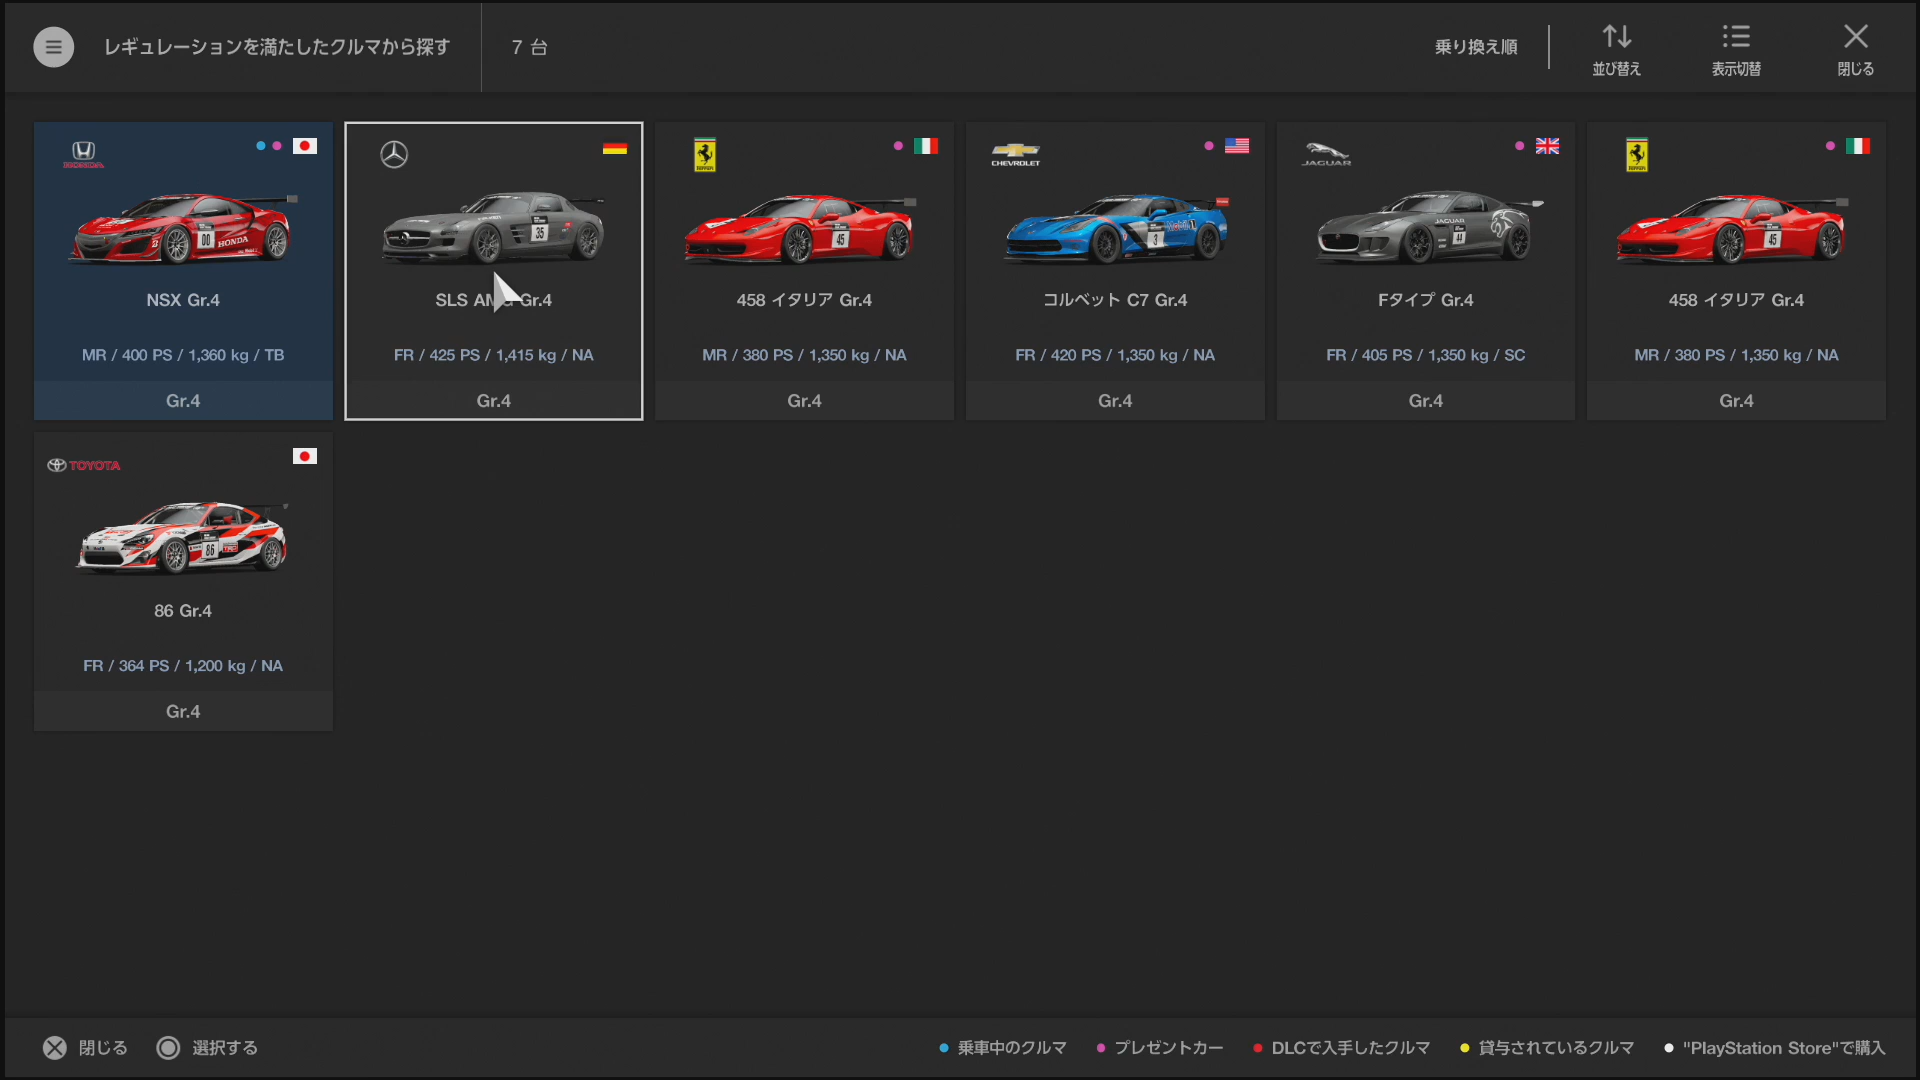 レギュレーションを満たしたクルマから探す
7 台
乗り換え順
並び替え
表示切替
閉じる
HONDA
NSX Gr.4
MR / 400 PS / 1,360 kg / TB
Gr.4
FR / 425 PS / 1,415 kg / NA
Gr.4
458 イタリア Gr.4
MR / 380 PS / 1,350 kg / NA
Gr.4
CHEVROLET
コルベット C7 Gr.4
FR / 420 PS / 1,350 kg / NA
Gr.4
JAGUAR
Fタイプ Gr.4
FR / 405 PS / 1,350 kg / SC
Gr.4
458 イタリア Gr.4
MR / 380 PS / 1,350 kg / NA
Gr.4
TOYOTA
86 Gr.4
FR / 364 PS / 1,200 kg / NA
Gr.4
閉じる
選択する
乗車中のクルマ
プレゼントカー
DLCで入手したクルマ
貸与されているクルマ
"PlayStation Store"で購入